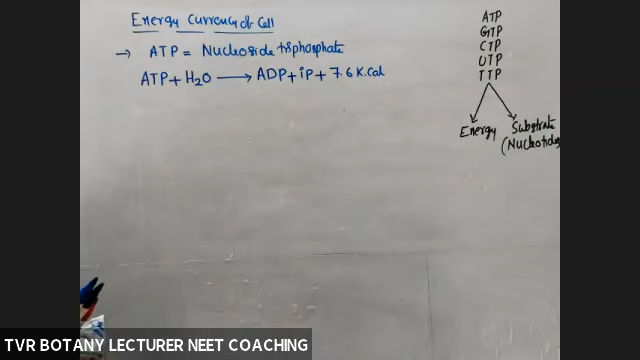 Energy Currency of Cell
→ ATP = Nucleoside triphosphate
ATP + H2O ⟶ ADP + iP + 7.6 K.Cal
ATP
GTP
CTP
UTP
TTP
Energy
Substrate
(Nucleotides
TVR BOTANY LECTURER NEET COACHING